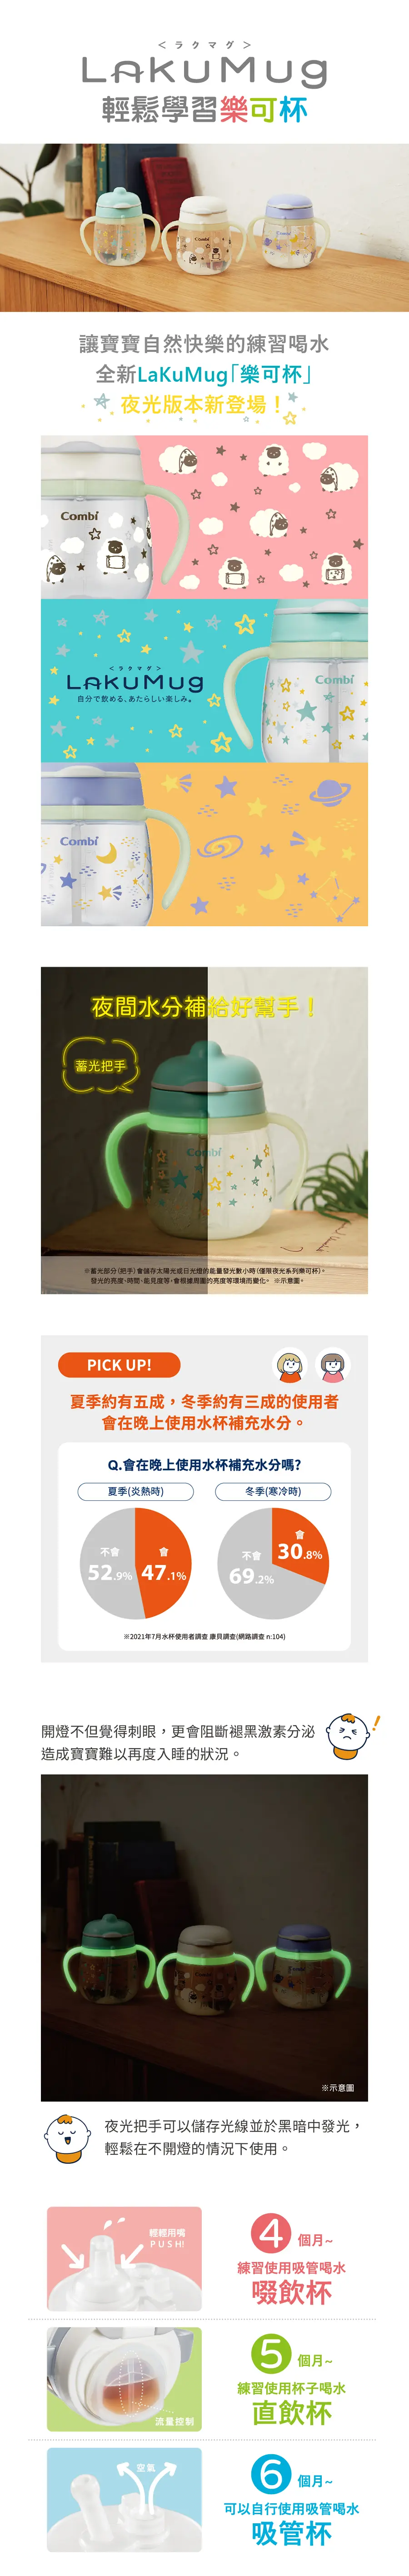 ＜ラクマグ＞
LAKUMug
輕鬆學習樂可杯
Combi
讓寶寶自然快樂的練習喝水
全新LaKuMug「樂可杯」
夜光版本新登場！
Combi
＜ラクマグ＞
LAKUMug
自分で飲める、あたらしい楽しみ。
Combi
Combi
夜間水分補給好幫手！
蓄光把手
Combi
※蓄光部分（把手）會儲存太陽光或日光燈的能量發光數小時（僅限夜光系列樂可杯）。
發光的亮度、時間、能見度等，會根據周圍的亮度等環境而變化。 ※示意圖。
PICK UP!
夏季約有五成，冬季約有三成的使用者
會在晚上使用水杯補充水分。
Q.會在晚上使用水杯補充水分嗎?
夏季(炎熱時)
冬季(寒冷時)
不會
52.9%
會
47.1%
不會
69.2%
會
30.8%
※2021年7月水杯使用者調查 康貝調查(網路調查 n:104)
開燈不但覺得刺眼，更會阻斷褪黑激素分泌
造成寶寶難以再度入睡的狀況。
※示意圖
夜光把手可以儲存光線並於黑暗中發光，
輕鬆在不開燈的情況下使用。
輕輕用嘴
PUSH!
4個月~
練習使用吸管喝水
啜飲杯
流量控制
5個月~
練習使用杯子喝水
直飲杯
空氣
6個月~
可以自行使用吸管喝水
吸管杯